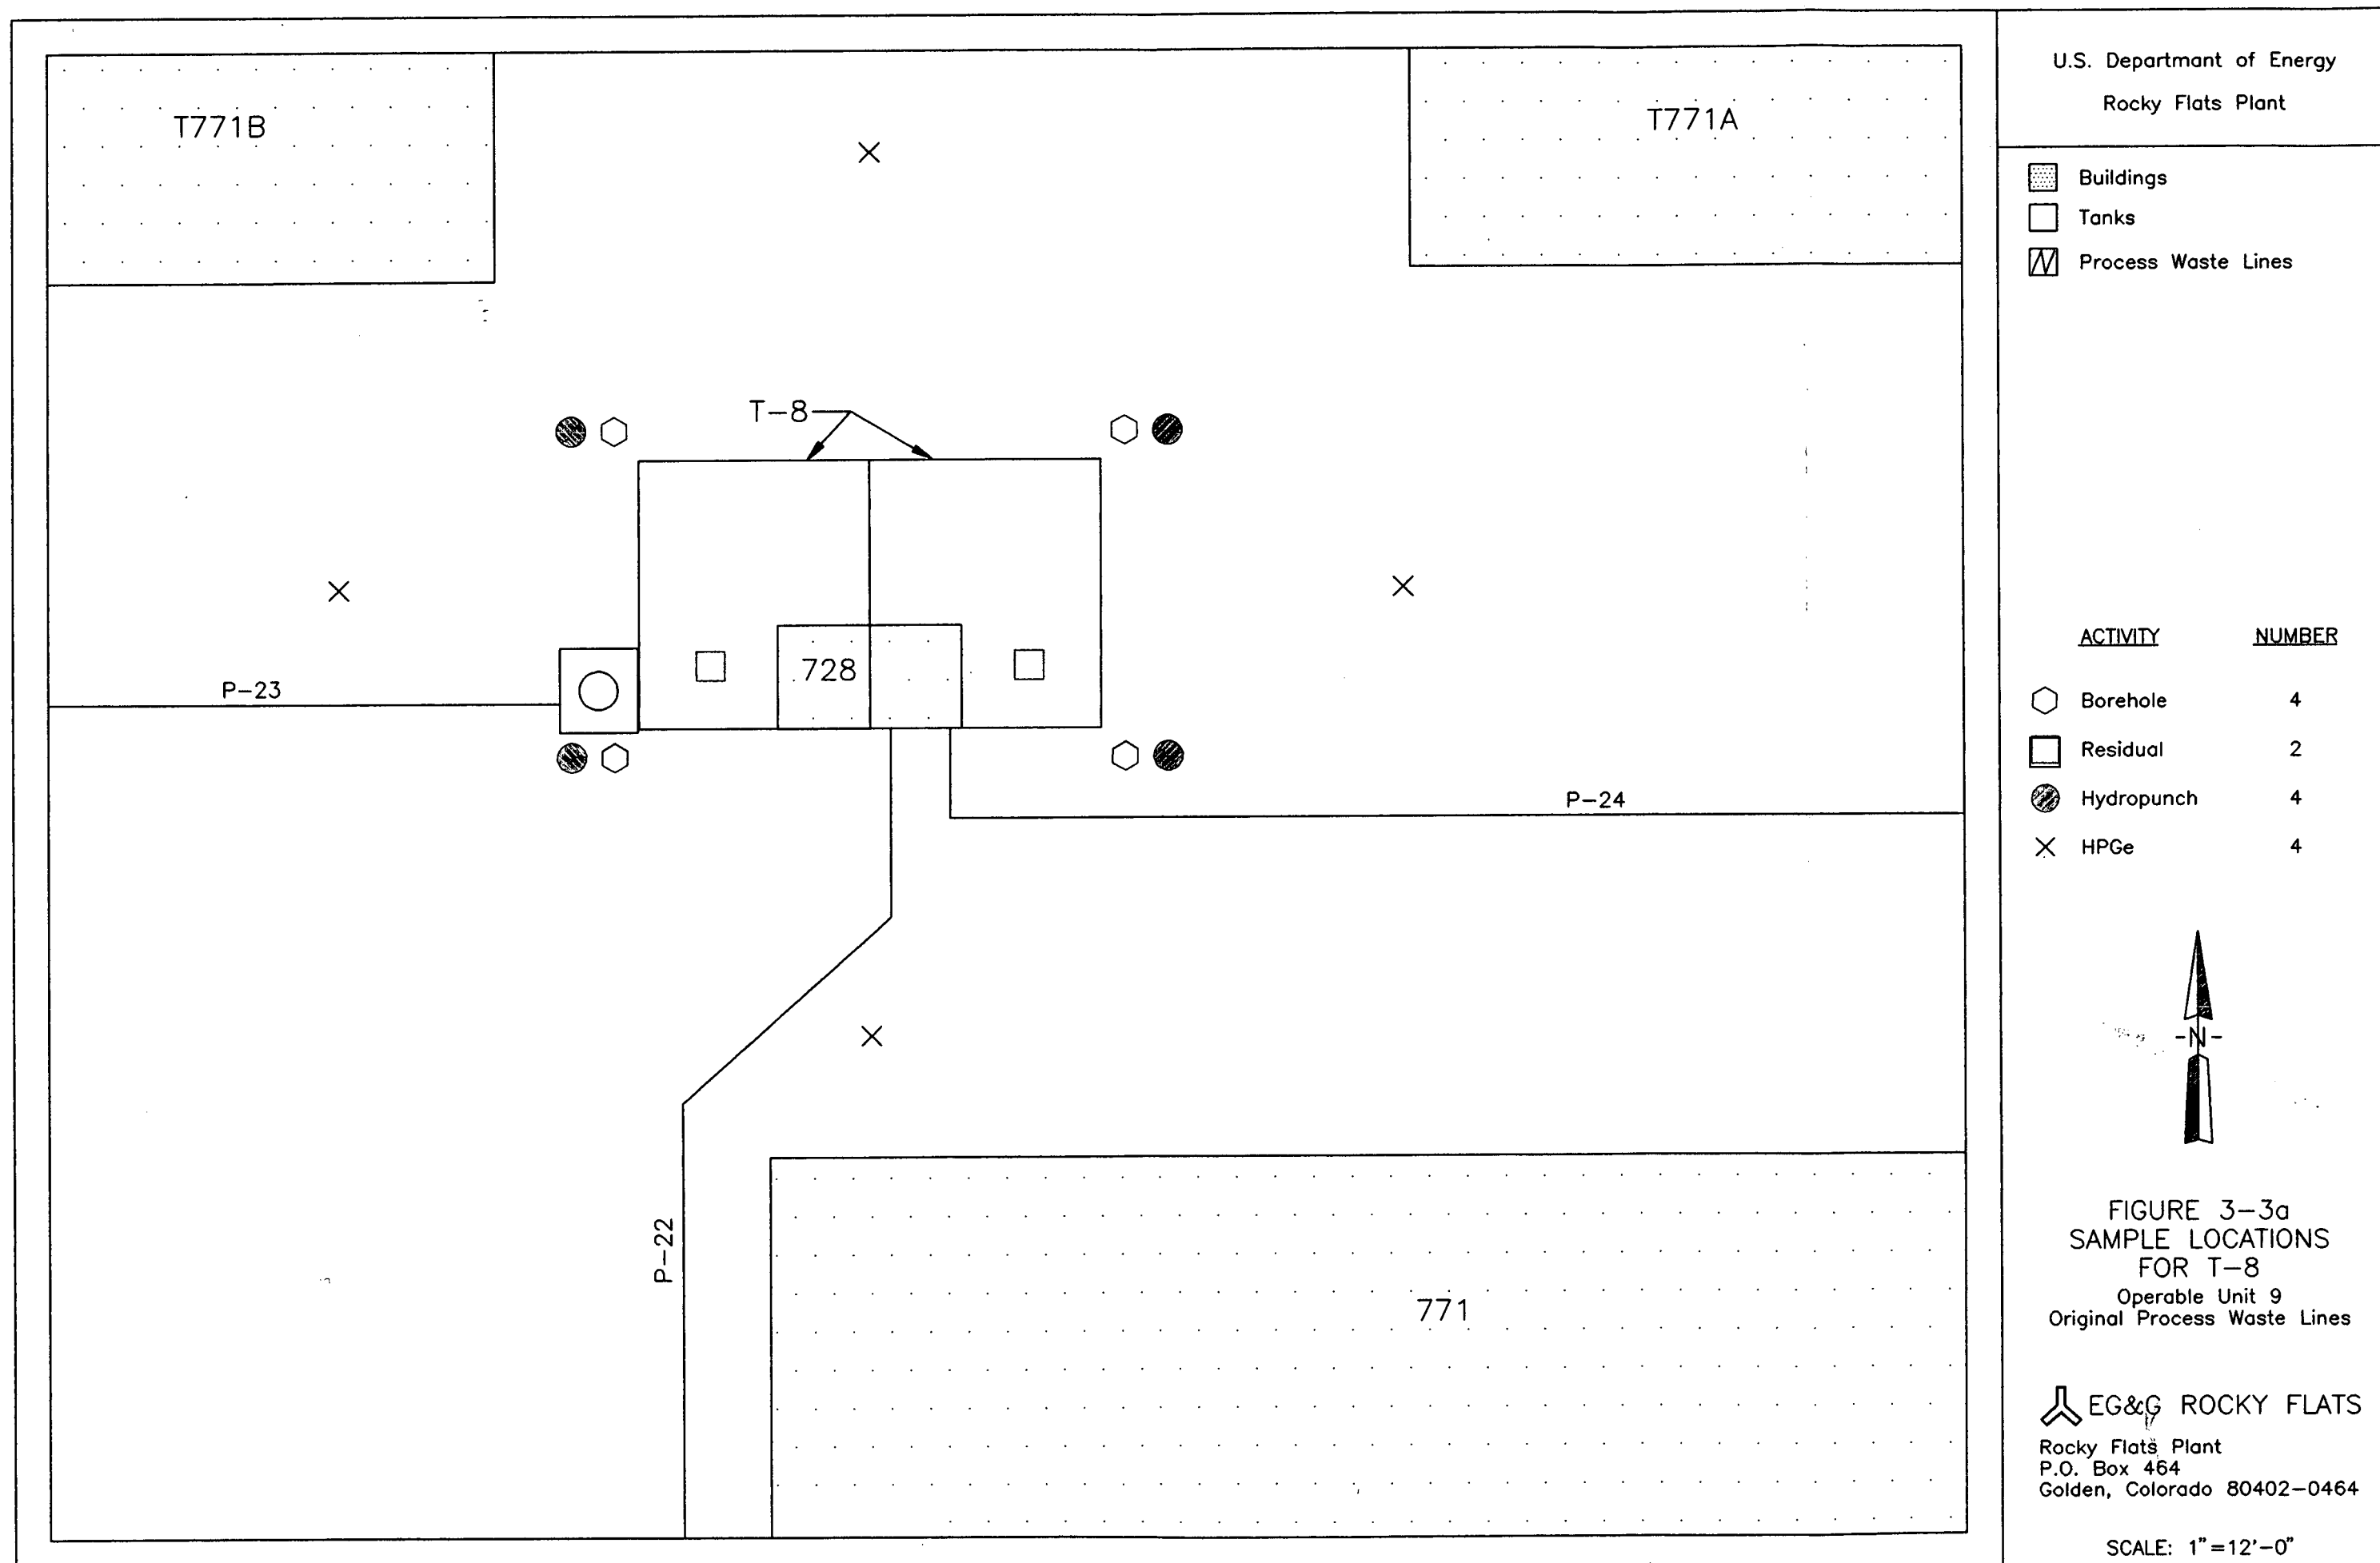 T771B
T771A
T-8
728
P-23
P-24
P-22
771
U.S. Departmant of Energy
Rocky Flats Plant
Buildings
Tanks
Process Waste Lines
ACTIVITY NUMBER
Borehole 4
Residual 2
Hydropunch 4
HPGe 4
-N-
FIGURE 3-3a
SAMPLE LOCATIONS
FOR T-8
Operable Unit 9
Original Process Waste Lines
EG&G ROCKY FLATS
Rocky Flats Plant
P.O. Box 464
Golden, Colorado 80402-0464
SCALE: 1"=12'-0"